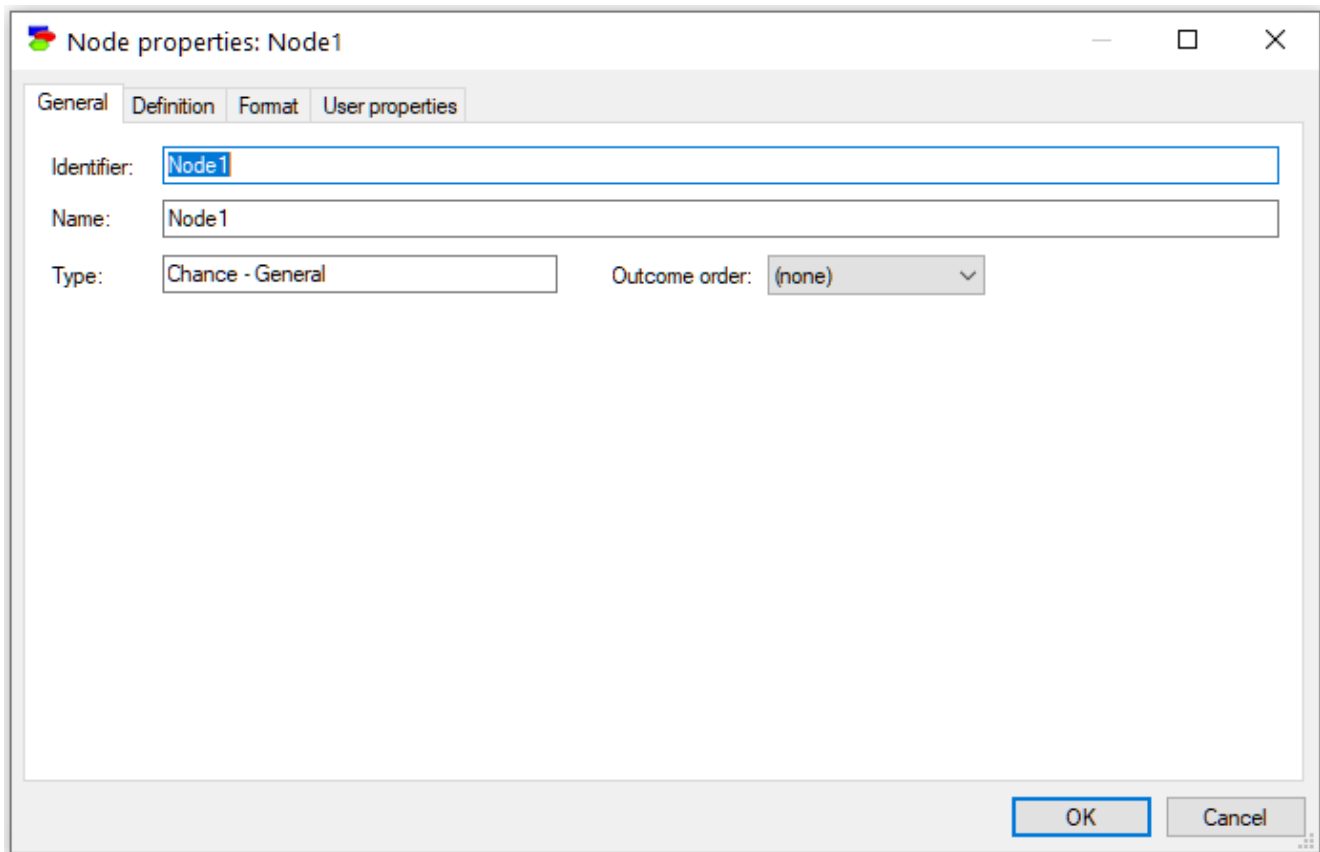 Node properties: Node1
General Definition Format User properties
Identifier: Node1
Name: Node1
Type: Chance - General Outcome order: (none)
OK Cancel